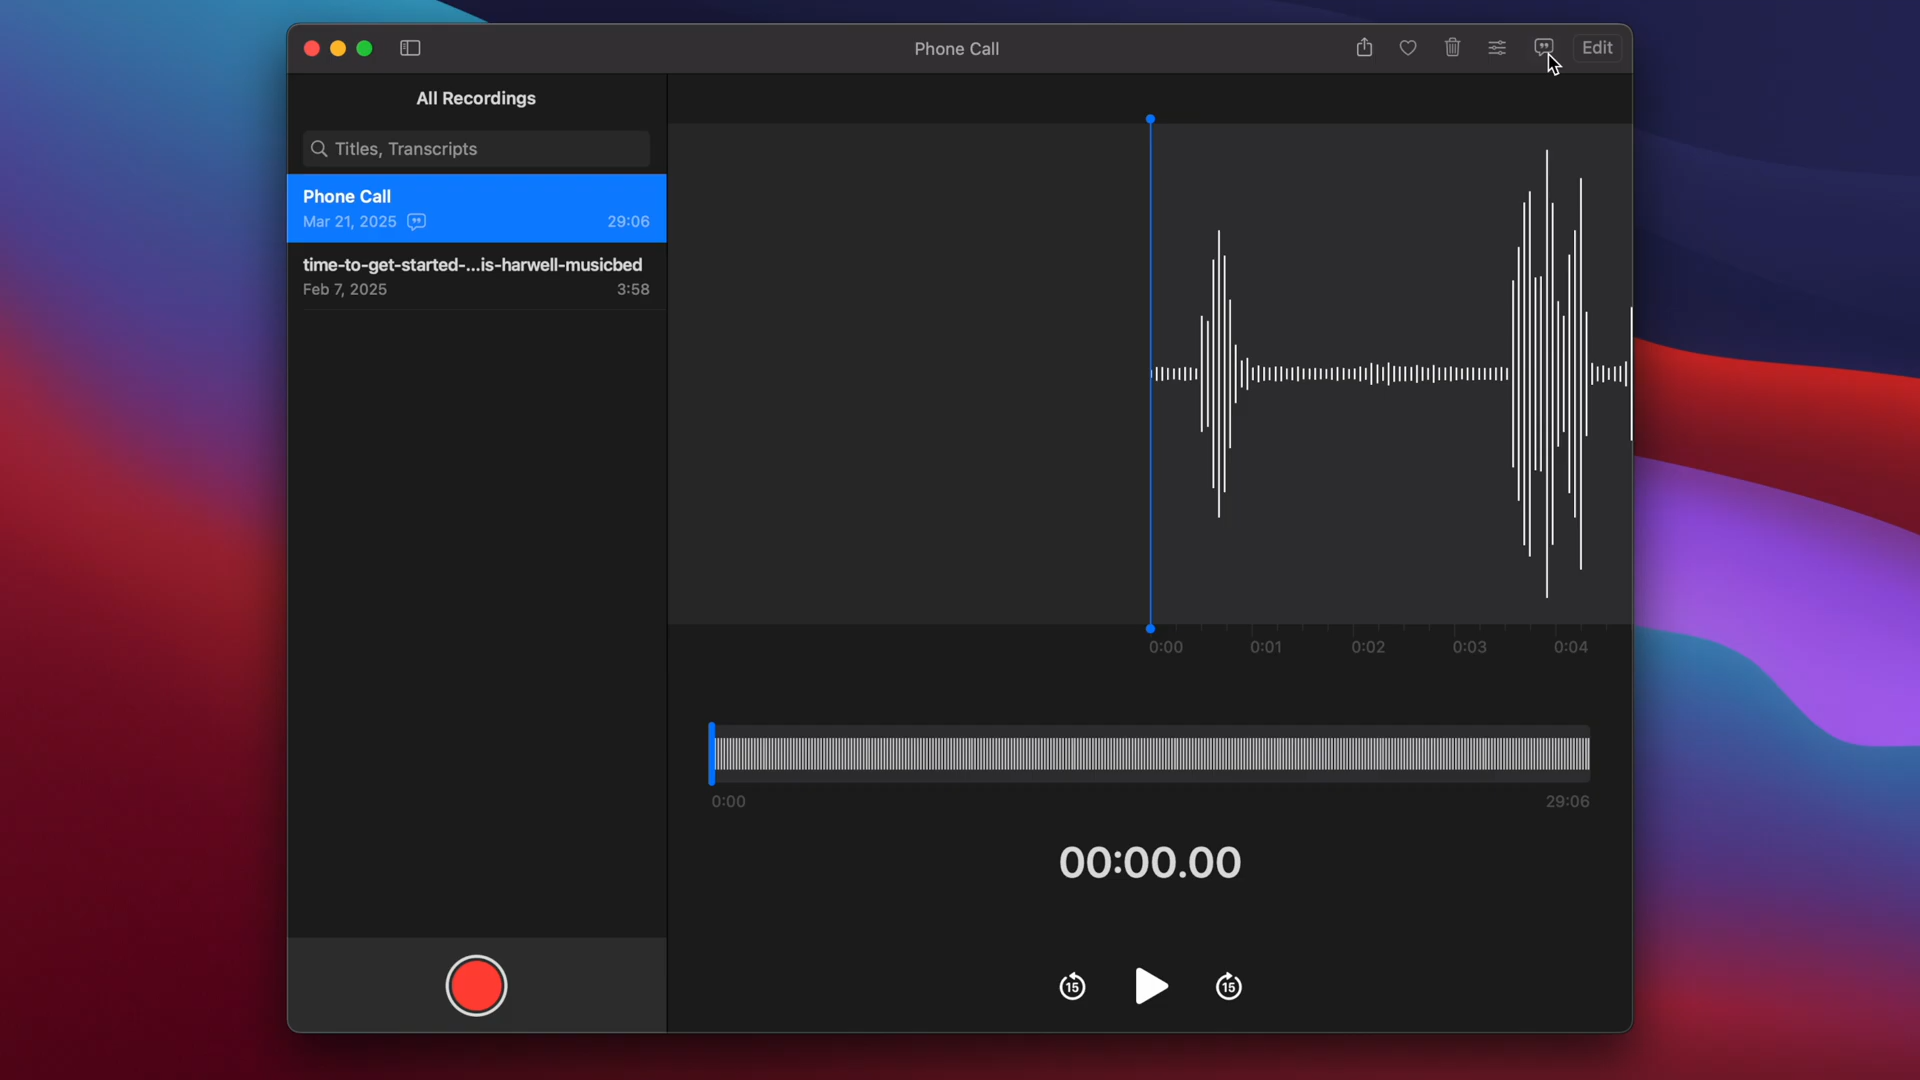 Phone Call
Edit
All Recordings
Titles, Transcripts
Phone Call
Mar 21, 2025
29:06
time-to-get-started-...is-harwell-musicbed
Feb 7, 2025
3:58
0:00
0:01
0:02
0:03
0:04
0:00
29:06
00:00.00
15
15